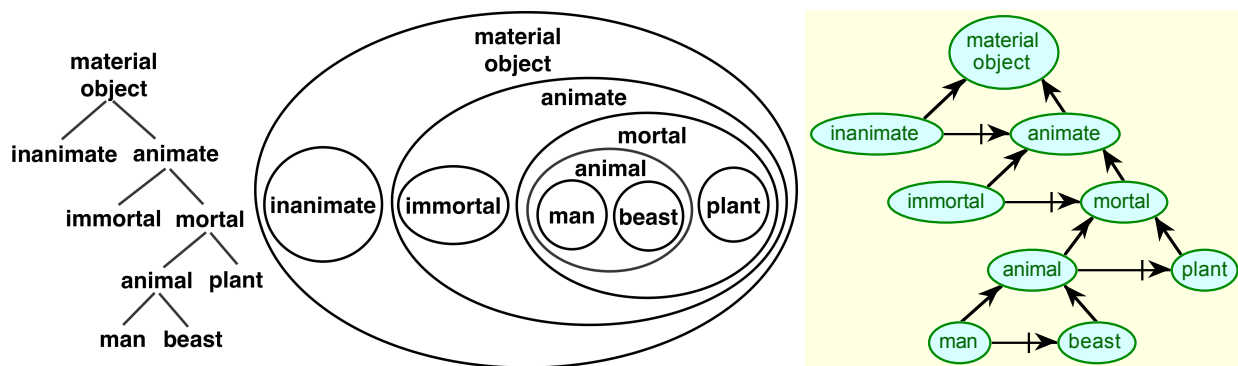 material
object
inanimate animate
immortal mortal
animal plant
man beast
material
object
animate
mortal
animal
inanimate immortal man beast plant
material
object
inanimate animate
immortal mortal
animal plant
man beast